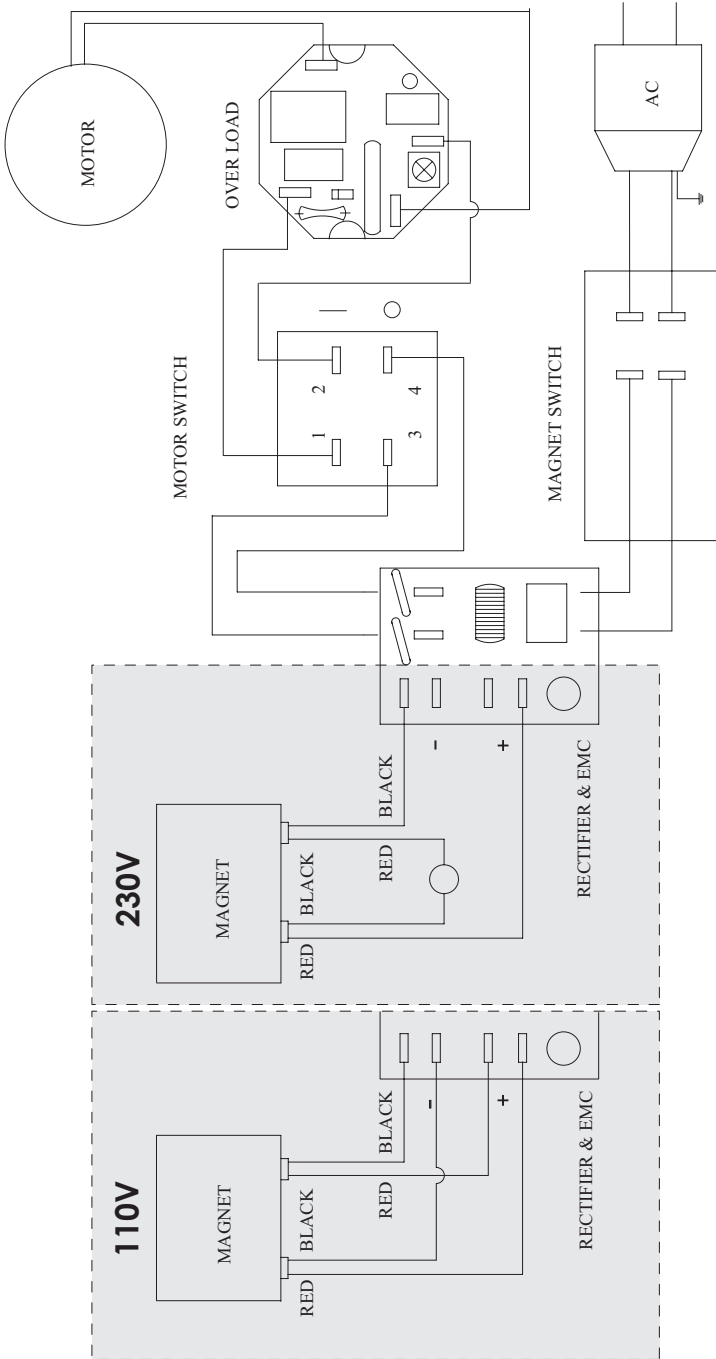 110V
MAGNET
RED
BLACK
RED
BLACK
-
+
RECTIFIER & EMC
230V
MAGNET
RED
BLACK
RED
BLACK
-
+
RECTIFIER & EMC
MOTOR SWITCH
1
2
3
4
MAGNET SWITCH
OVER LOAD
MOTOR
AC